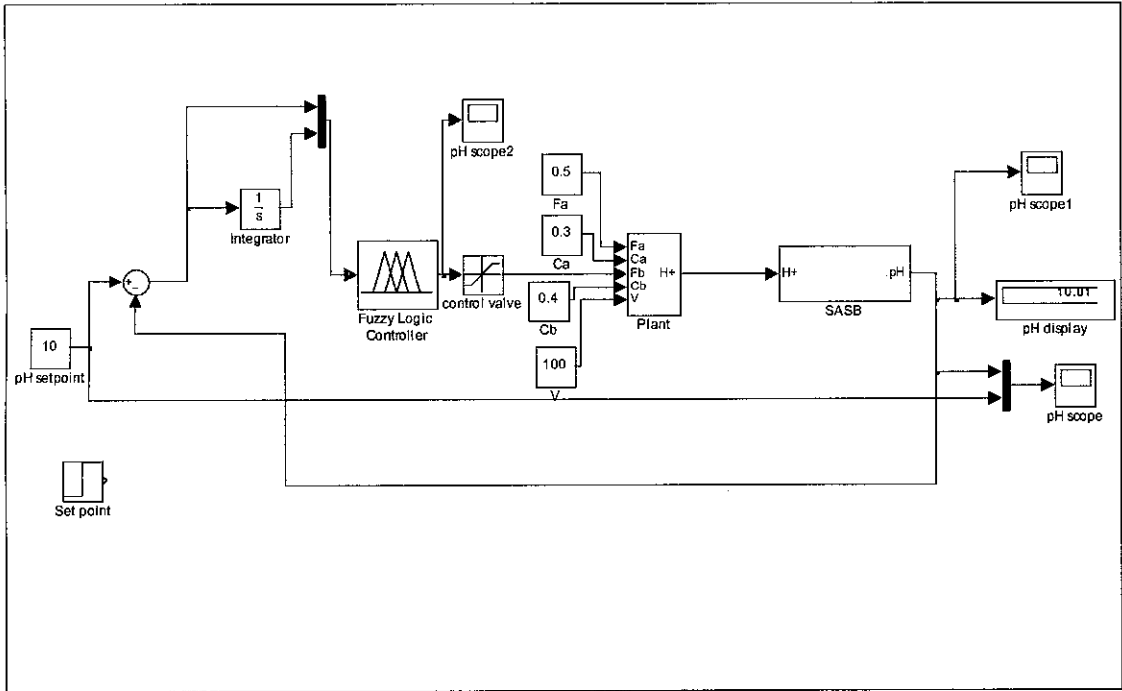 pH scope2
0.5
Fa
pH scope1
1
s
Integrator
0.3
Ca
Fa
Ca
Fb
Cb
V
H+
Plant
H+
pH
SASB
Fuzzy Logic
Controller
control valve
0.4
Cb
10.01
pH display
10
pH setpoint
100
V
pH scope
Set point
+
-